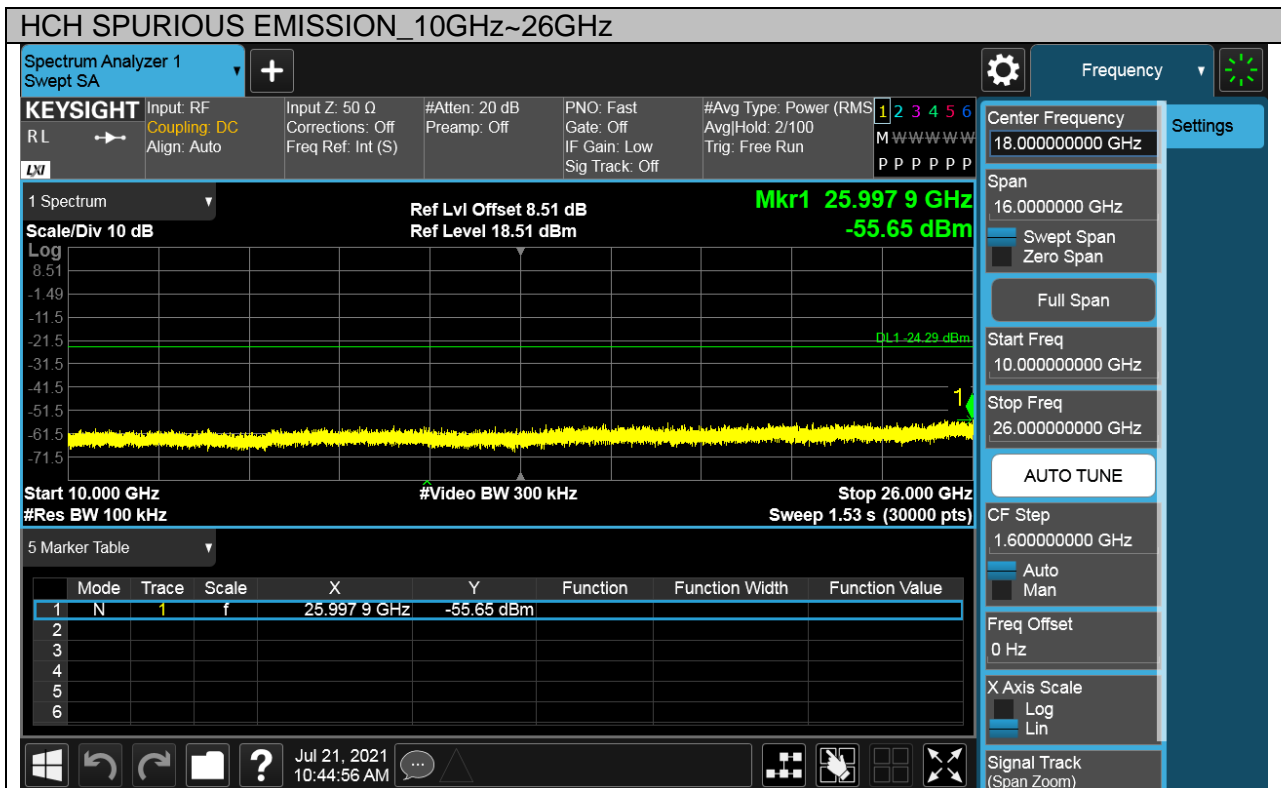 HCH SPURIOUS EMISSION_10GHz~26GHz
Spectrum Analyzer 1
Swept SA
Frequency
KEYSIGHT
RL
LXI
Input: RF
Coupling: DC
Align: Auto
Input Z: 50 Ω
Corrections: Off
Freq Ref: Int (S)
#Atten: 20 dB
Preamp: Off
PNO: Fast
Gate: Off
IF Gain: Low
Sig Track: Off
#Avg Type: Power (RMS
Avg|Hold: 2/100
Trig: Free Run
1 2 3 4 5 6
M W W W W W
P P P P P P
1 Spectrum
Scale/Div 10 dB
Ref Lvl Offset 8.51 dB
Ref Level 18.51 dBm
Mkr1 25.997 9 GHz
-55.65 dBm
Log
8.51
-1.49
-11.5
-21.5
-31.5
-41.5
-51.5
-61.5
-71.5
DL1 -24.29 dBm
1
Start 10.000 GHz
#Video BW 300 kHz
Stop 26.000 GHz
#Res BW 100 kHz
Sweep 1.53 s (30000 pts)
5 Marker Table
Mode Trace Scale X Y Function Function Width Function Value
1 N 1 f 25.997 9 GHz -55.65 dBm
2
3
4
5
6
Jul 21, 2021
10:44:56 AM
?
Center Frequency
18.000000000 GHz
Settings
Span
16.0000000 GHz
Swept Span
Zero Span
Full Span
Start Freq
10.000000000 GHz
Stop Freq
26.000000000 GHz
AUTO TUNE
CF Step
1.600000000 GHz
Auto
Man
Freq Offset
0 Hz
X Axis Scale
Log
Lin
Signal Track
(Span Zoom)